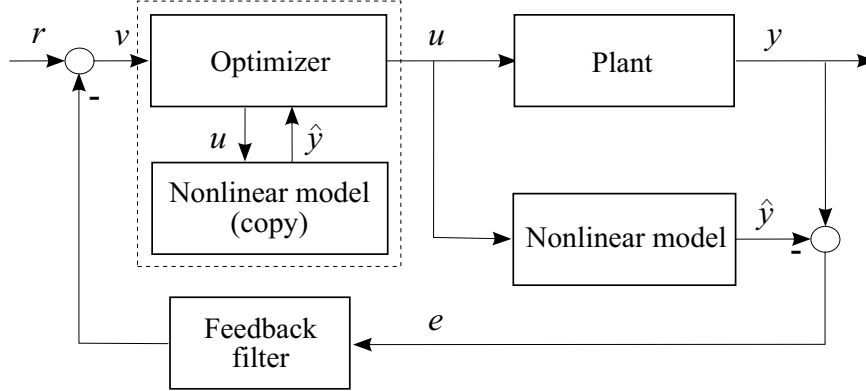 r
v
Optimizer
u
Plant
y
-
u
ŷ
Nonlinear model
(copy)
Nonlinear model
ŷ
-
Feedback
filter
e